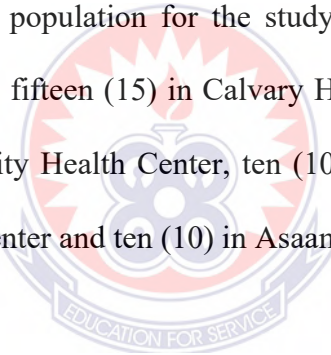 population for the study
fifteen (15) in Calvary H
ity Health Center, ten (10
enter and ten (10) in Asaan
EDUCATION FOR SERVICE